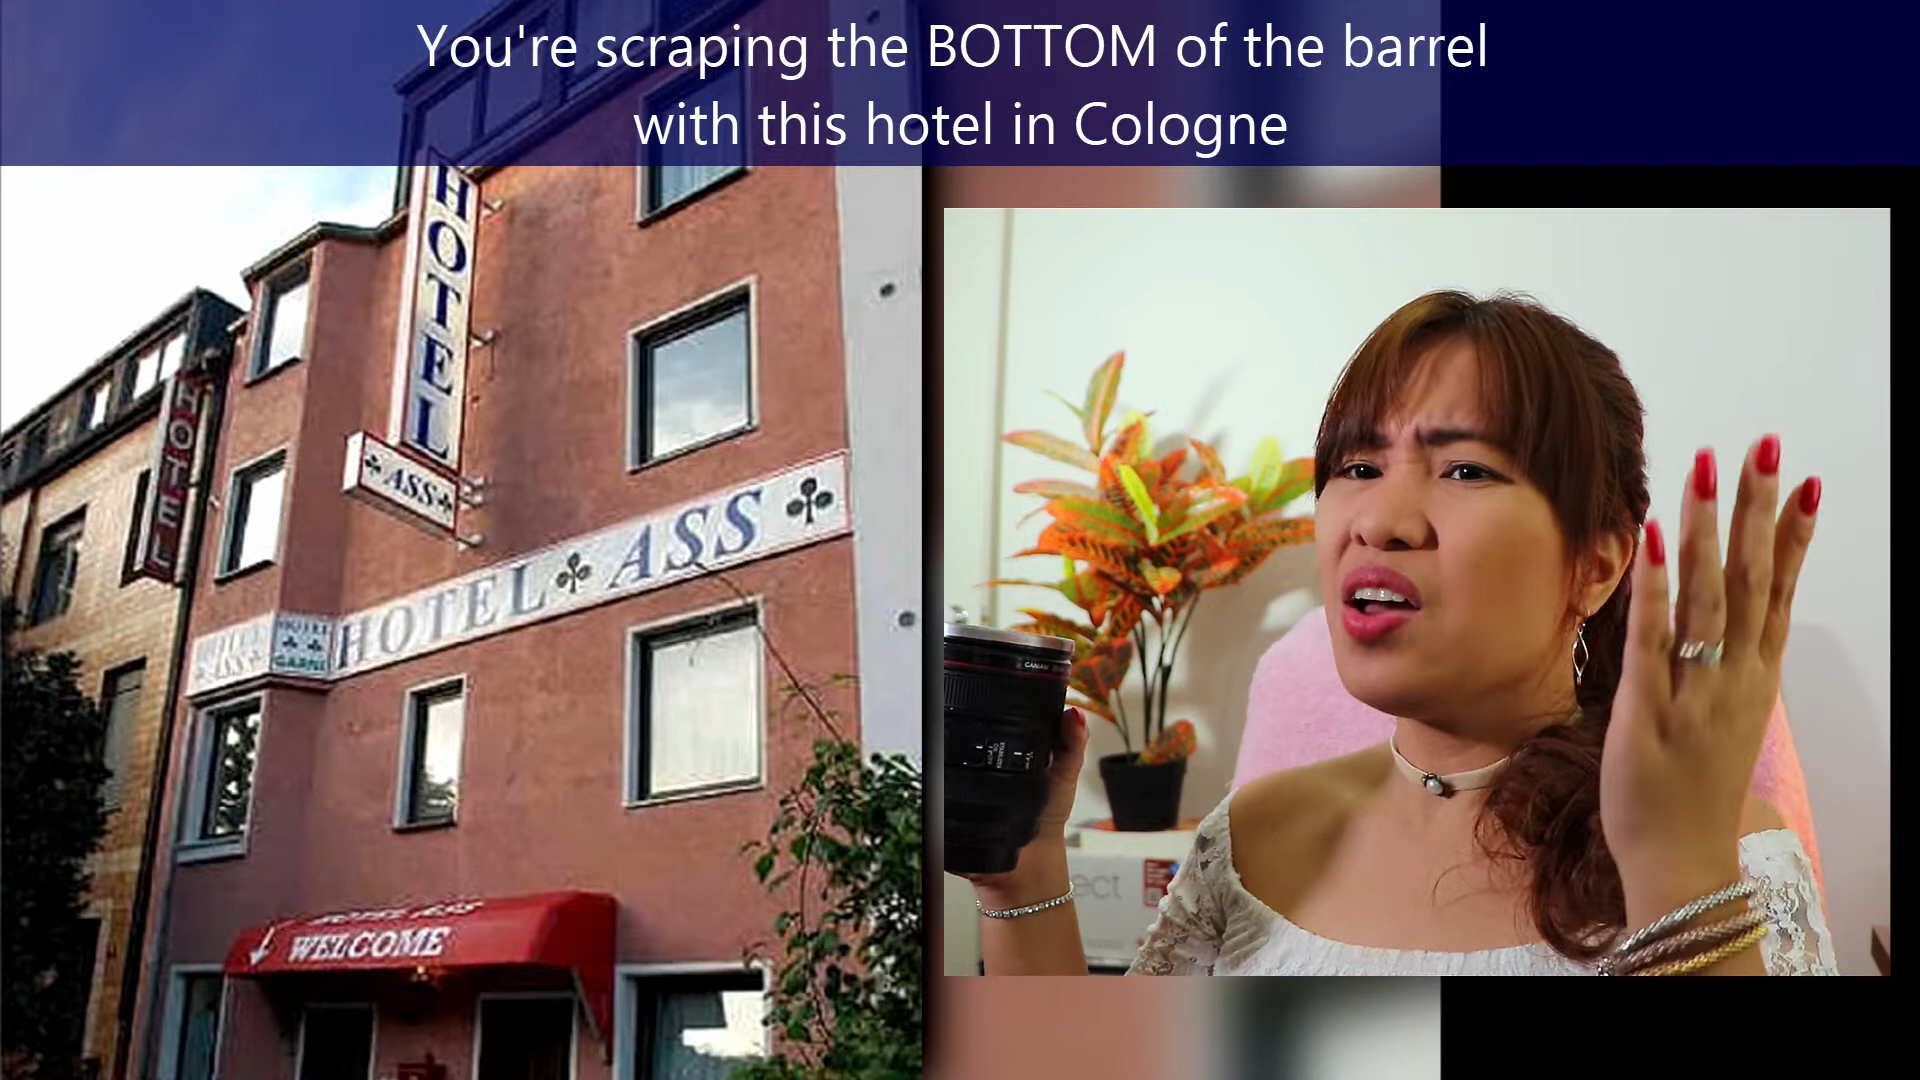 You're scraping the BOTTOM of the barrel
with this hotel in Cologne
HOTEL
ASS
HOTEL
HOTEL ASS
GARNI
WELCOME